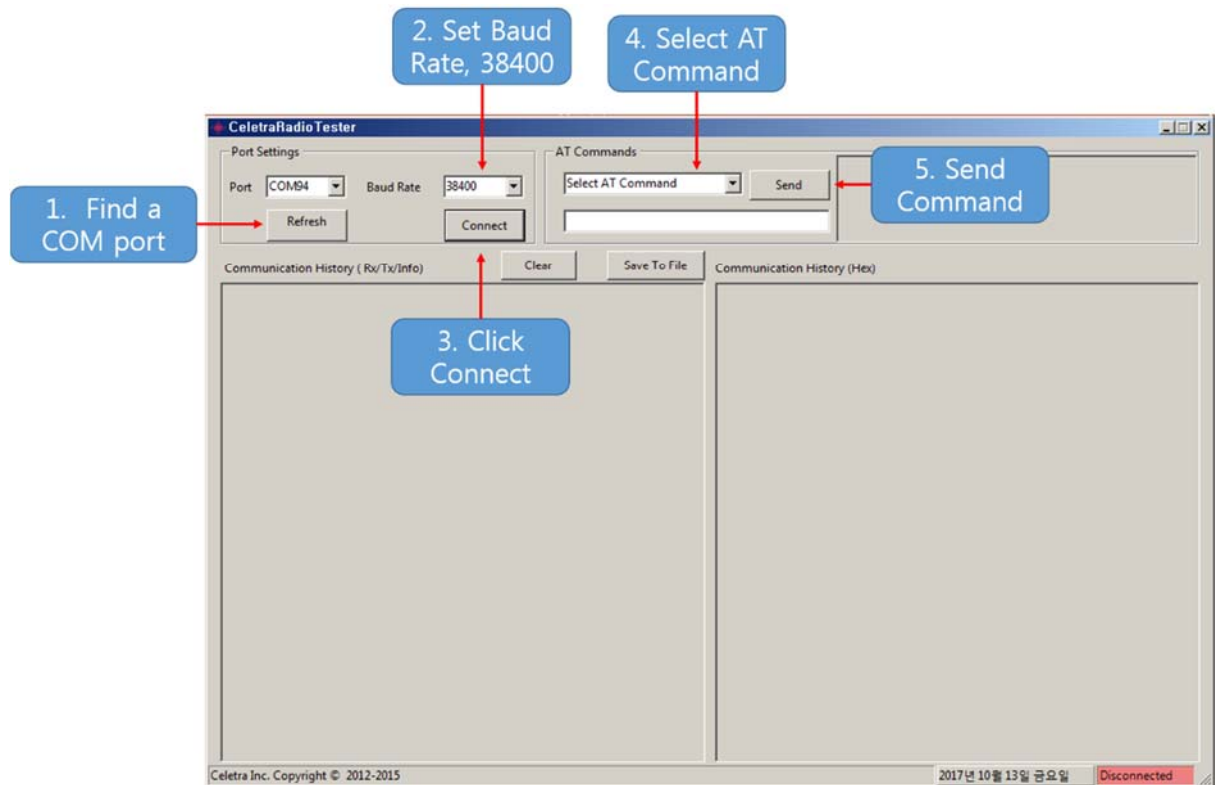 2. Set Baud
Rate, 38400
4. Select AT
Command
CeletraRadioTester
Port Settings
AT Commands
Port
COM94
Baud Rate
38400
Select AT Command
Send
5. Send
Command
1. Find a
COM port
Refresh
Connect
Communication History ( Rx/Tx/Info)
Clear
Save To File
Communication History (Hex)
3. Click
Connect
Celetra Inc. Copyright © 2012-2015
2017년 10월 13일 금요일
Disconnected